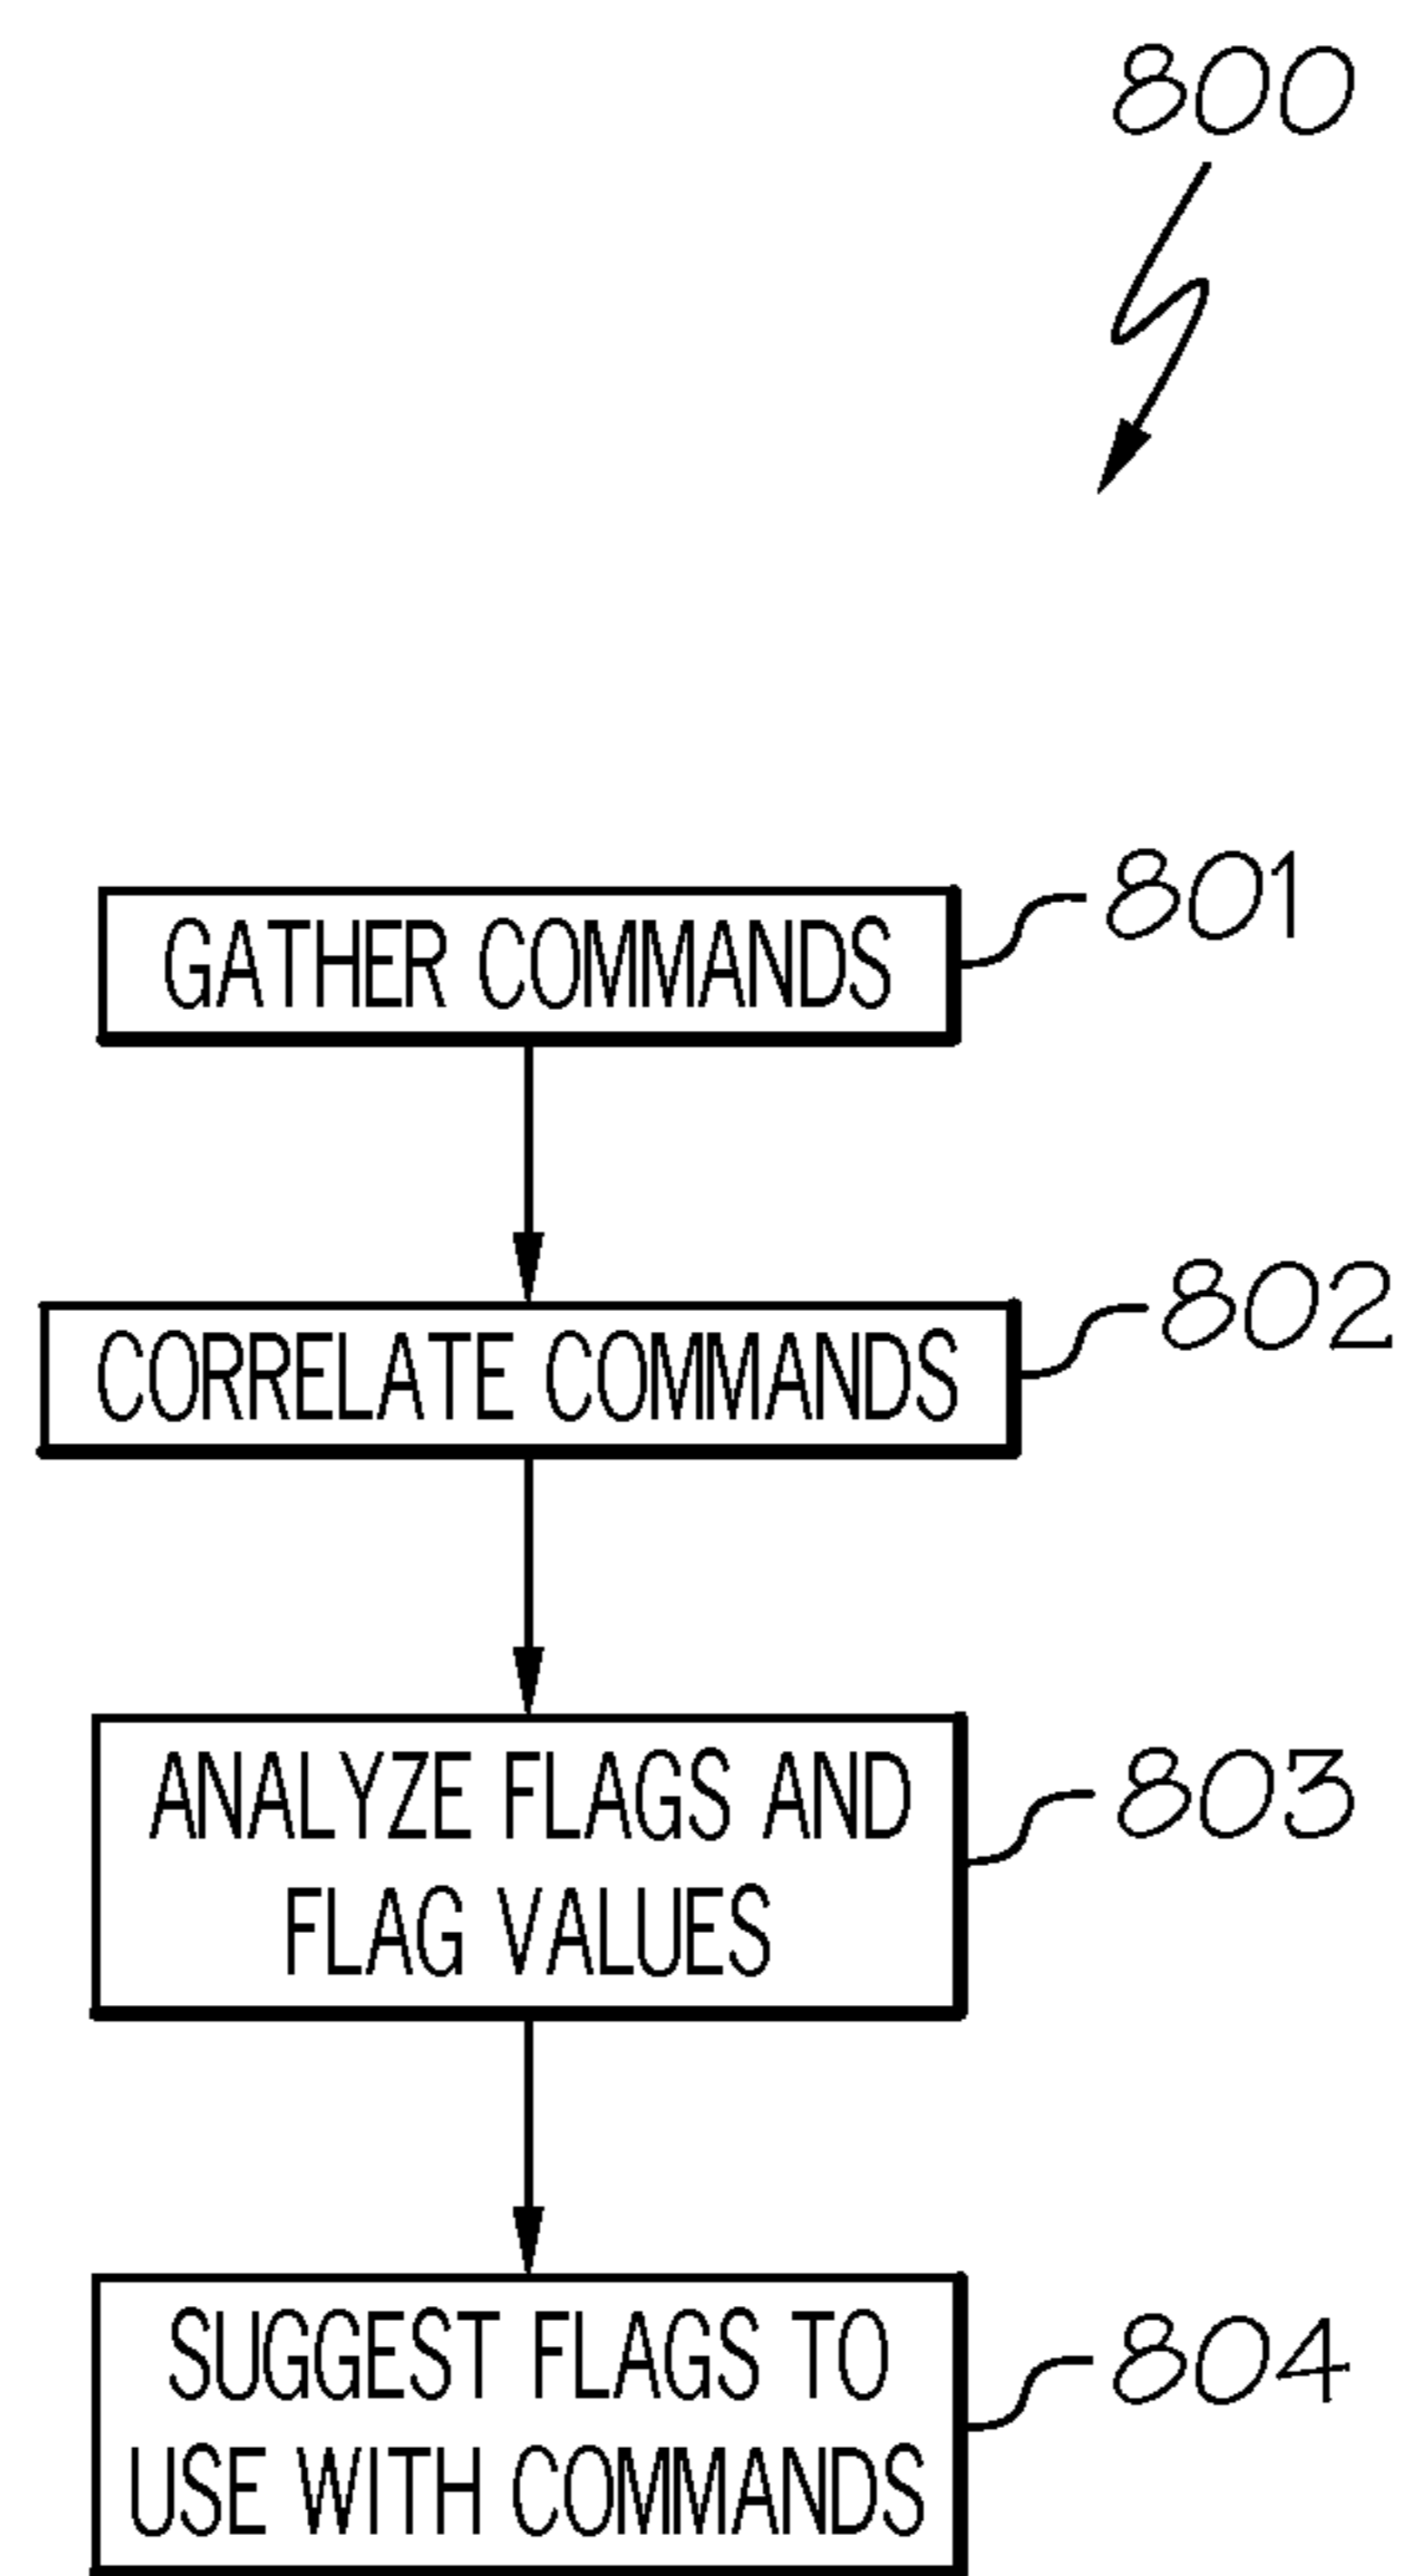 800
GATHER COMMANDS
801
CORRELATE COMMANDS
802
ANALYZE FLAGS AND
FLAG VALUES
803
SUGGEST FLAGS TO
USE WITH COMMANDS
804